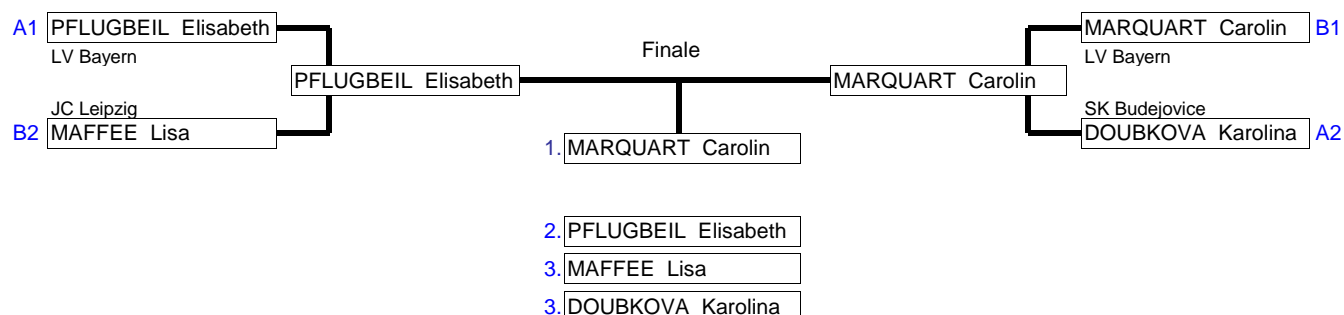 A1 PFLUGBEIL Elisabeth
LV Bayern
PFLUGBEIL Elisabeth
JC Leipzig
B2 MAFFEE Lisa
Finale
1. MARQUART Carolin
2. PFLUGBEIL Elisabeth
3. MAFFEE Lisa
3. DOUBKOVA Karolina
MARQUART Carolin B1
LV Bayern
MARQUART Carolin
SK Budejovice
DOUBKOVA Karolina A2